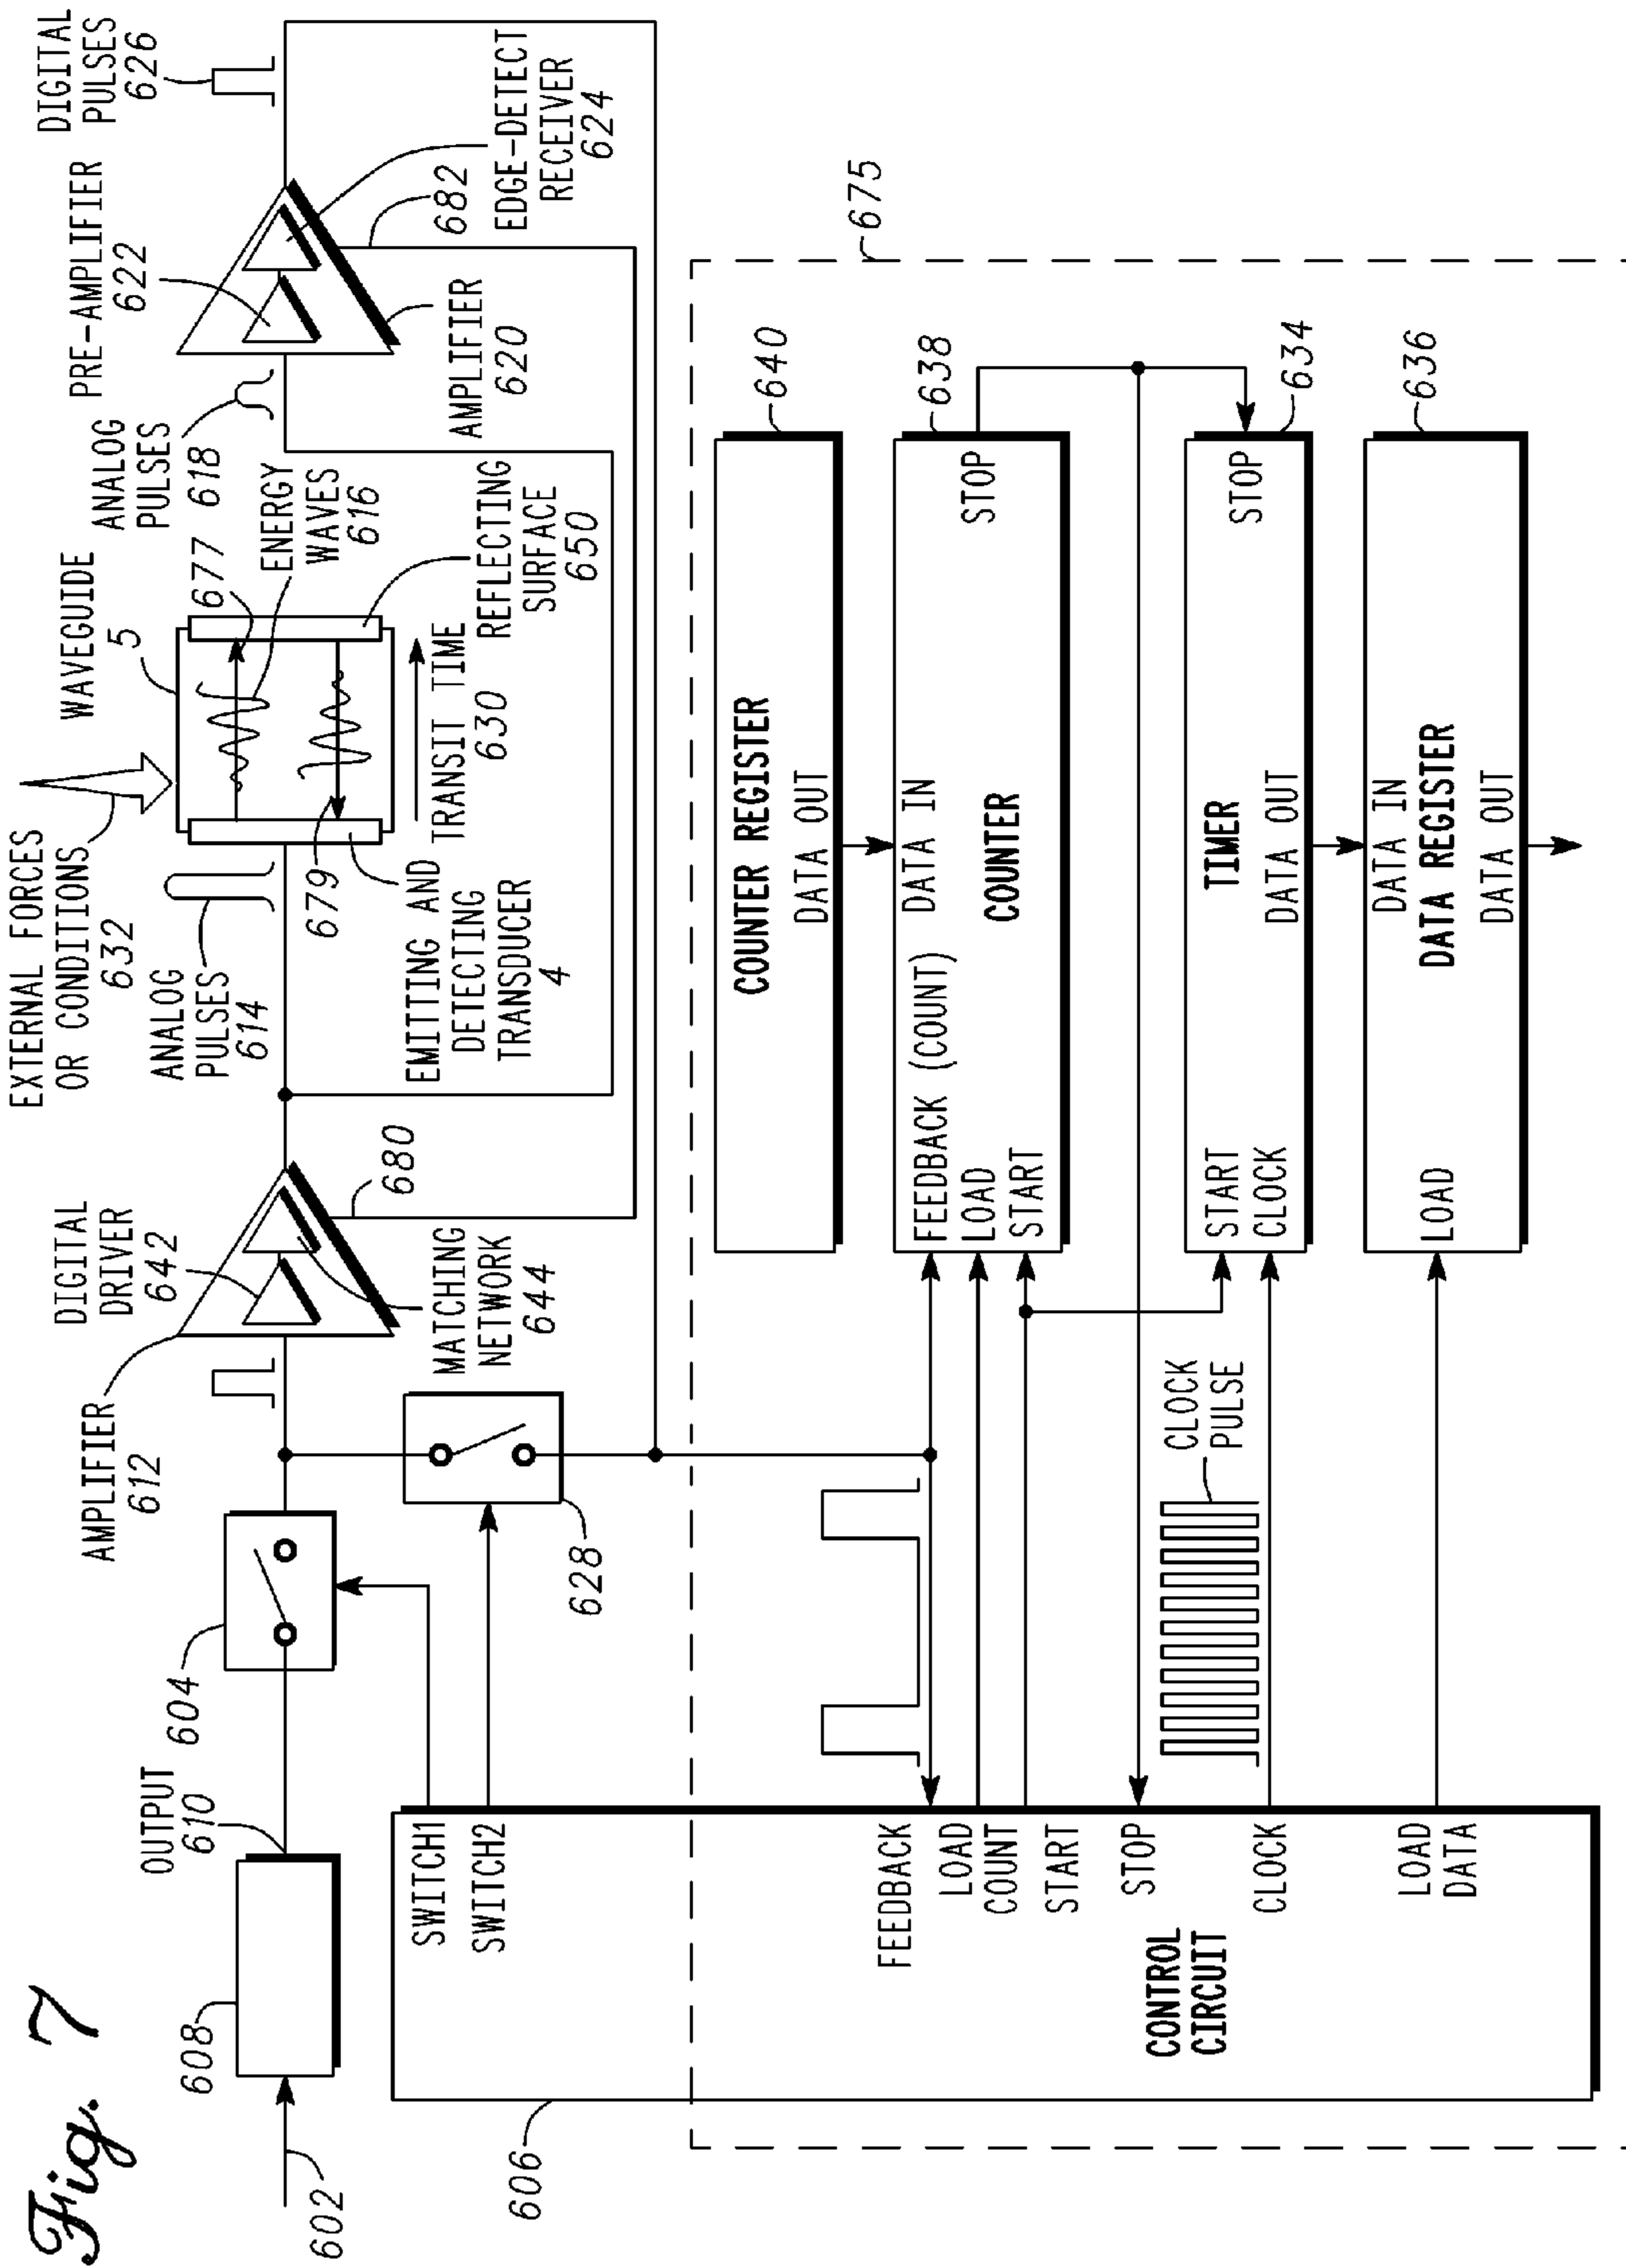 Fig. 7
EXTERNAL FORCES
OR CONDITIONS
632
WAVEGUIDE
5
ANALOG
PULSES
618
PRE-AMPLIFIER
622
DIGITAL
PULSES
626
677
ENERGY
WAVES
616
ANALOG
PULSES
614
679
EMITTING AND
DETECTING
TRANSDUCER
4
TRANSIT TIME
630
REFLECTING
SURFACE
650
AMPLIFIER
620
682
EDGE-DETECT
RECEIVER
624
DIGITAL
DRIVER
642
AMPLIFIER
612
680
MATCHING
NETWORK
644
602
608
OUTPUT
610
604
628
606
SWITCH1
SWITCH2
FEEDBACK
LOAD
COUNT
START
STOP
CLOCK
LOAD
DATA
CONTROL
CIRCUIT
CLOCK
PULSE
675
COUNTER REGISTER
DATA OUT
640
FEEDBACK (COUNT)
LOAD
START
DATA IN
COUNTER
STOP
638
START
CLOCK
TIMER
DATA OUT
STOP
634
LOAD
DATA IN
DATA REGISTER
DATA OUT
636